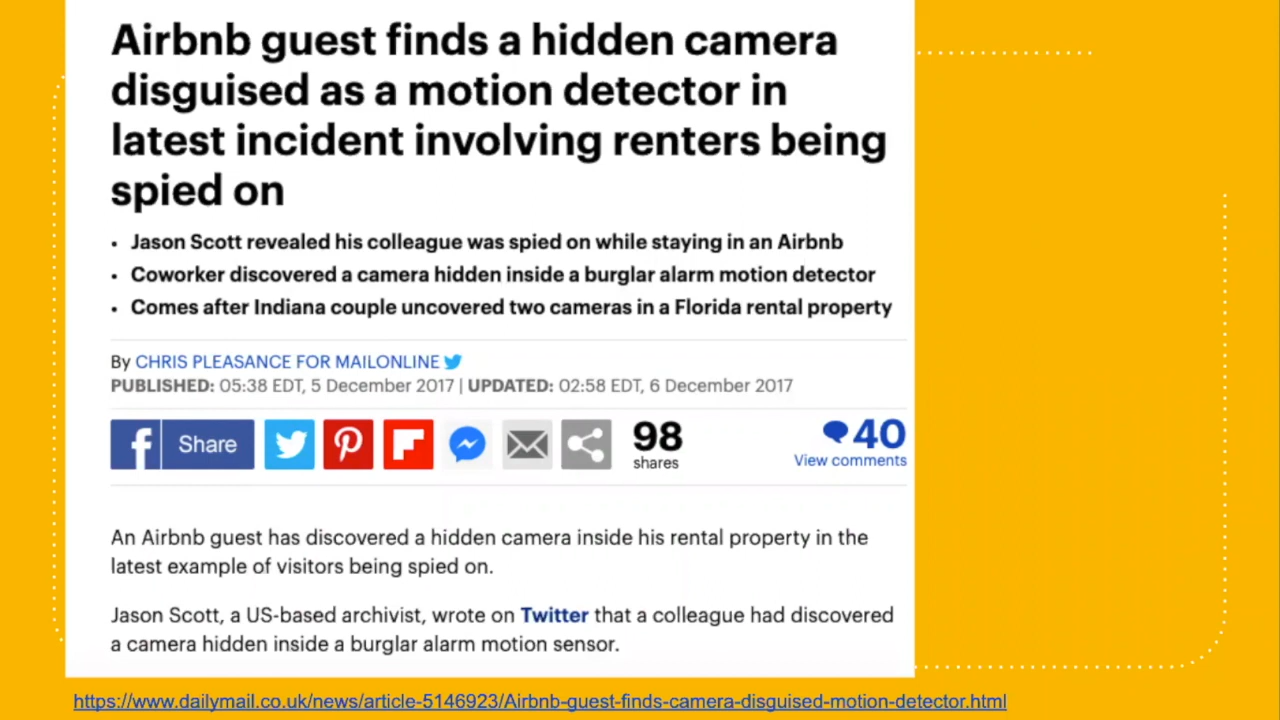 Airbnb guest finds a hidden camera
disguised as a motion detector in
latest incident involving renters being
spied on
• Jason Scott revealed his colleague was spied on while staying in an Airbnb
• Coworker discovered a camera hidden inside a burglar alarm motion detector
• Comes after Indiana couple uncovered two cameras in a Florida rental property
By CHRIS PLEASANCE FOR MAILONLINE
PUBLISHED: 05:38 EDT, 5 December 2017 | UPDATED: 02:58 EDT, 6 December 2017
f Share
98
shares
40
View comments
An Airbnb guest has discovered a hidden camera inside his rental property in the
latest example of visitors being spied on.
Jason Scott, a US-based archivist, wrote on Twitter that a colleague had discovered
a camera hidden inside a burglar alarm motion sensor.
https://www.dailymail.co.uk/news/article-5146923/Airbnb-guest-finds-camera-disguised-motion-detector.html